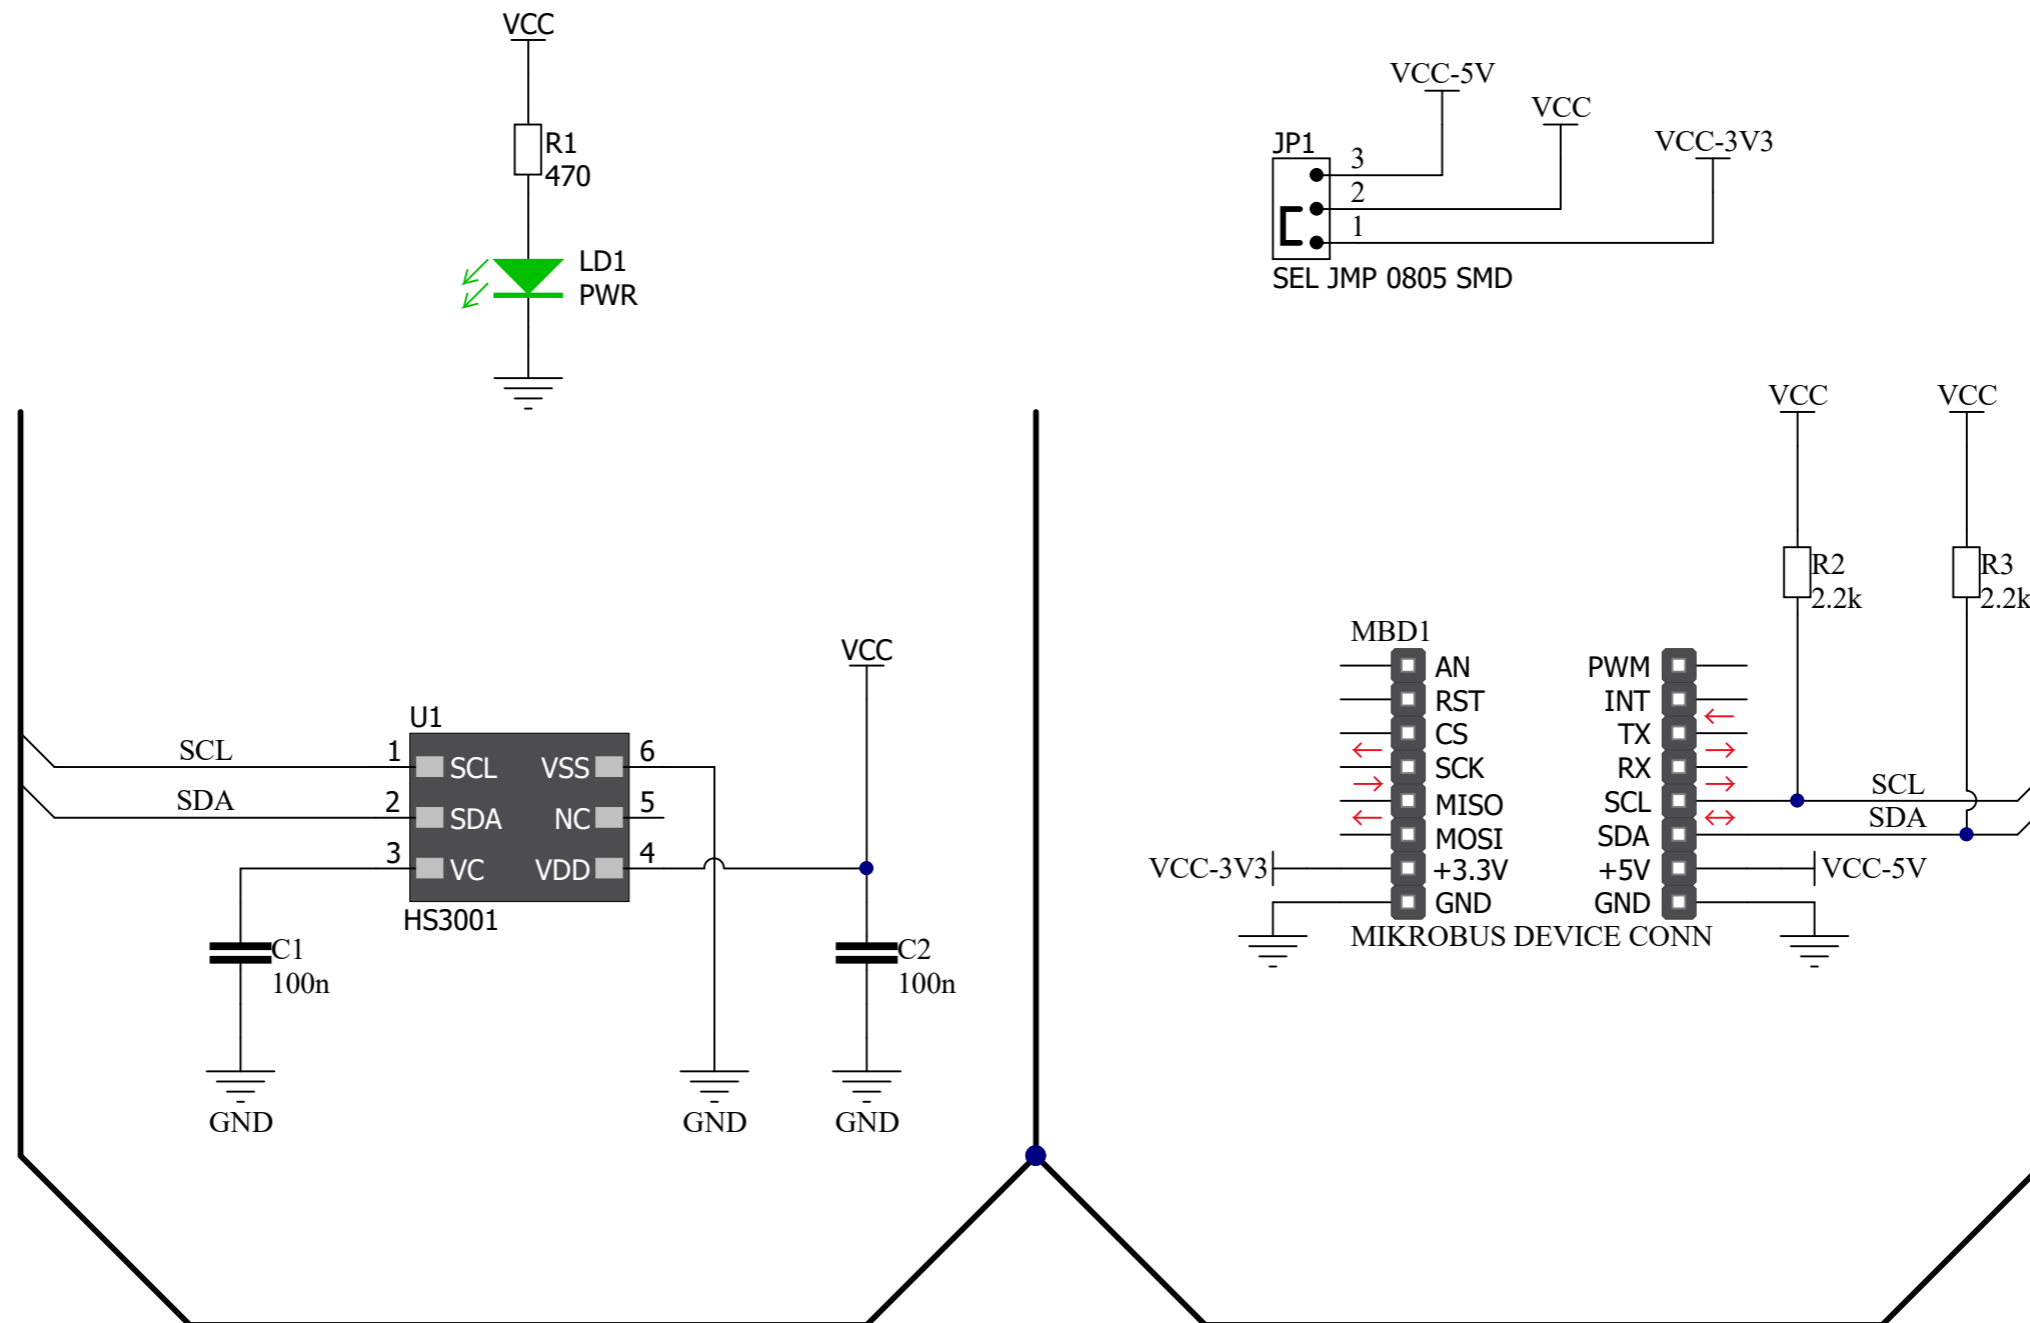 VCC
R1
470
LD1
PWR
VCC-5V
VCC
VCC-3V3
JP1
3
2
1
SEL JMP 0805 SMD
VCC
VCC
R2
2.2k
R3
2.2k
VCC
U1
SCL
SDA
1
2
3
SCL
SDA
VC
VSS
NC
VDD
6
5
4
HS3001
C1
100n
C2
100n
GND
GND
GND
MBD1
AN
RST
CS
SCK
MISO
MOSI
+3.3V
GND
PWM
INT
TX
RX
SCL
SDA
+5V
GND
SCL
SDA
VCC-3V3
VCC-5V
MIKROBUS DEVICE CONN